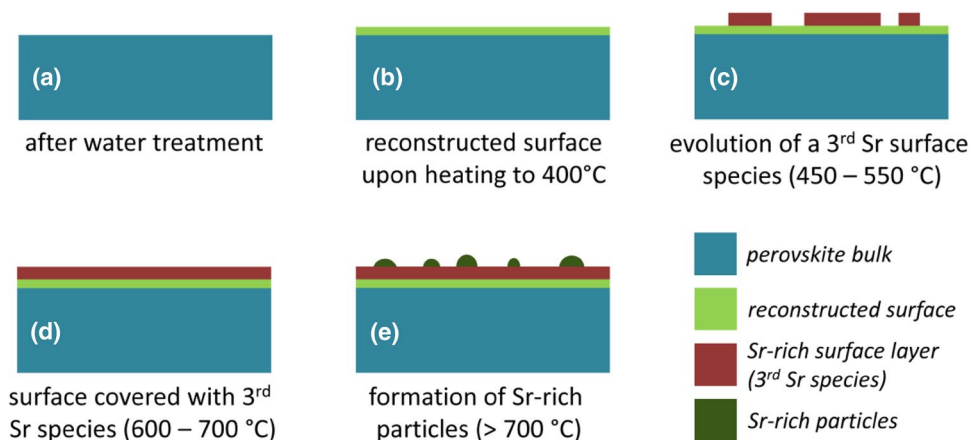 (a)
after water treatment
(b)
reconstructed surface
upon heating to 400°C
(c)
evolution of a 3rd Sr surface
species (450 – 550 °C)
(d)
surface covered with 3rd
Sr species (600 – 700 °C)
(e)
formation of Sr-rich
particles (> 700 °C)
perovskite bulk
reconstructed surface
Sr-rich surface layer
(3rd Sr species)
Sr-rich particles